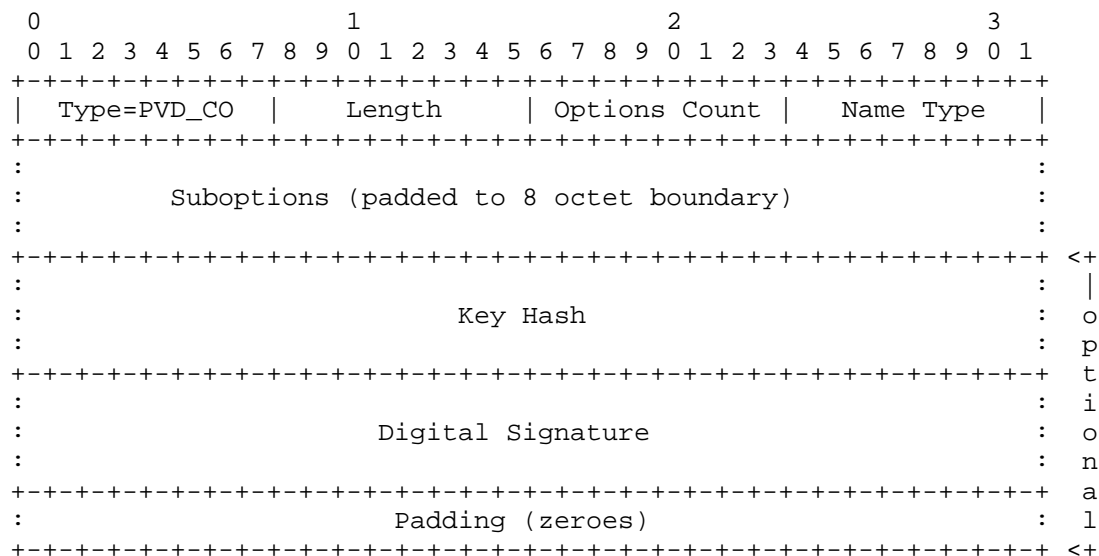 0                   1                   2                   3
 0 1 2 3 4 5 6 7 8 9 0 1 2 3 4 5 6 7 8 9 0 1 2 3 4 5 6 7 8 9 0 1
+-+-+-+-+-+-+-+-+-+-+-+-+-+-+-+-+-+-+-+-+-+-+-+-+-+-+-+-+-+-+-+-+
|  Type=PVD_CO  |    Length     | Options Count |   Name Type   |
+-+-+-+-+-+-+-+-+-+-+-+-+-+-+-+-+-+-+-+-+-+-+-+-+-+-+-+-+-+-+-+-+
:                                                               :
:         Suboptions (padded to 8 octet boundary)               :
:                                                               :
+-+-+-+-+-+-+-+-+-+-+-+-+-+-+-+-+-+-+-+-+-+-+-+-+-+-+-+-+-+-+-+-+ <+
:                                                               :  |
:                           Key Hash                            :  o
:                                                               :  p
+-+-+-+-+-+-+-+-+-+-+-+-+-+-+-+-+-+-+-+-+-+-+-+-+-+-+-+-+-+-+-+-+  t
:                                                               :  i
:                      Digital Signature                        :  o
:                                                               :  n
+-+-+-+-+-+-+-+-+-+-+-+-+-+-+-+-+-+-+-+-+-+-+-+-+-+-+-+-+-+-+-+-+  a
:                       Padding (zeroes)                        :  l
+-+-+-+-+-+-+-+-+-+-+-+-+-+-+-+-+-+-+-+-+-+-+-+-+-+-+-+-+-+-+-+-+ <+